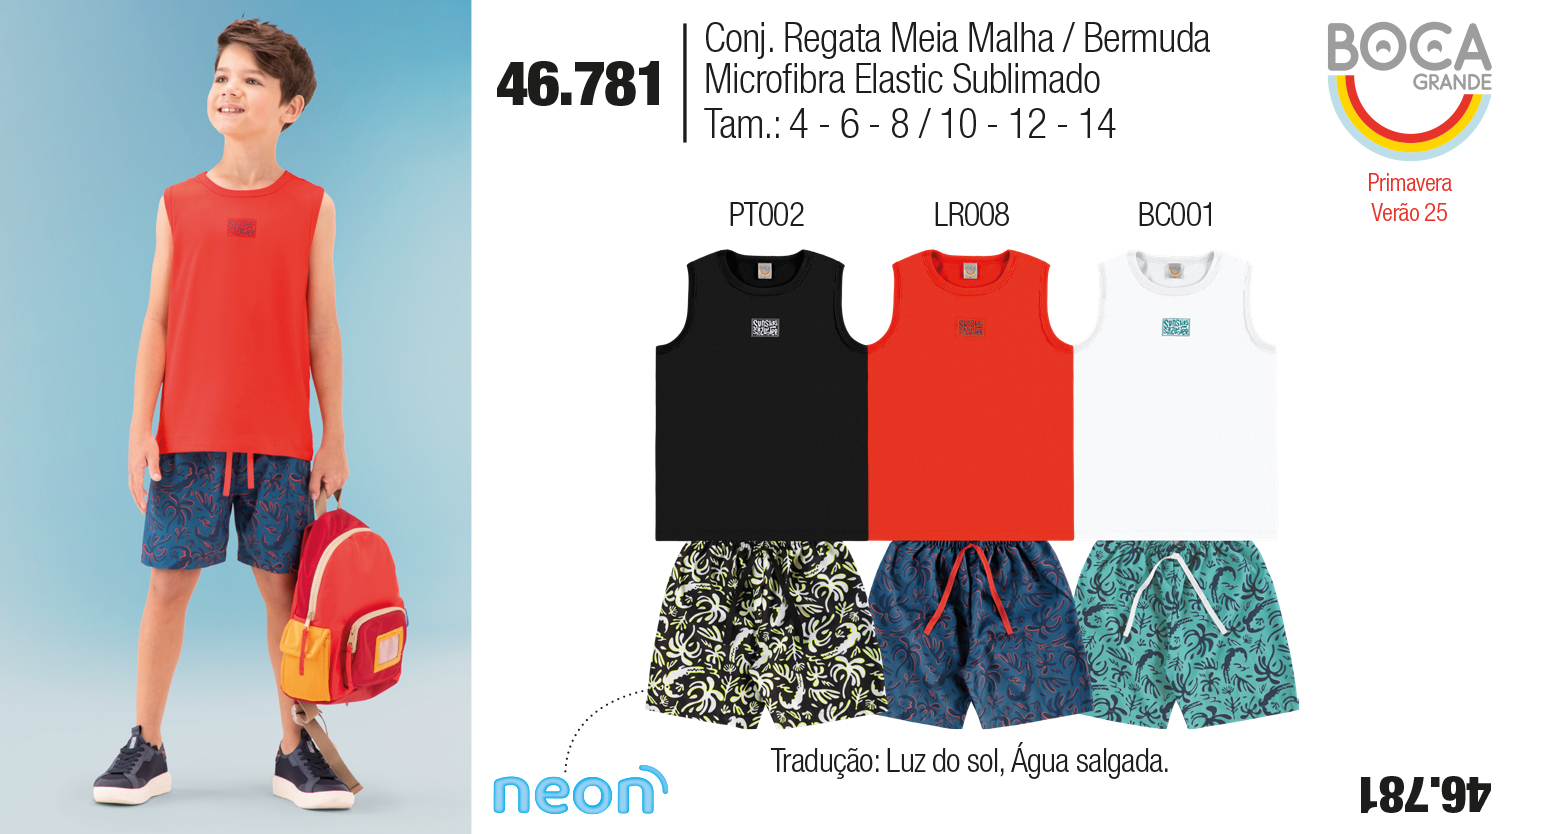 46.781
Conj. Regata Meia Malha / Bermuda
Microfibra Elastic Sublimado
Tam.: 4 - 6 - 8 / 10 - 12 - 14
BOCA
GRANDE
Primavera
Verão 25
PT002
LR008
BC001
neon
Tradução: Luz do sol, Água salgada.
46.781